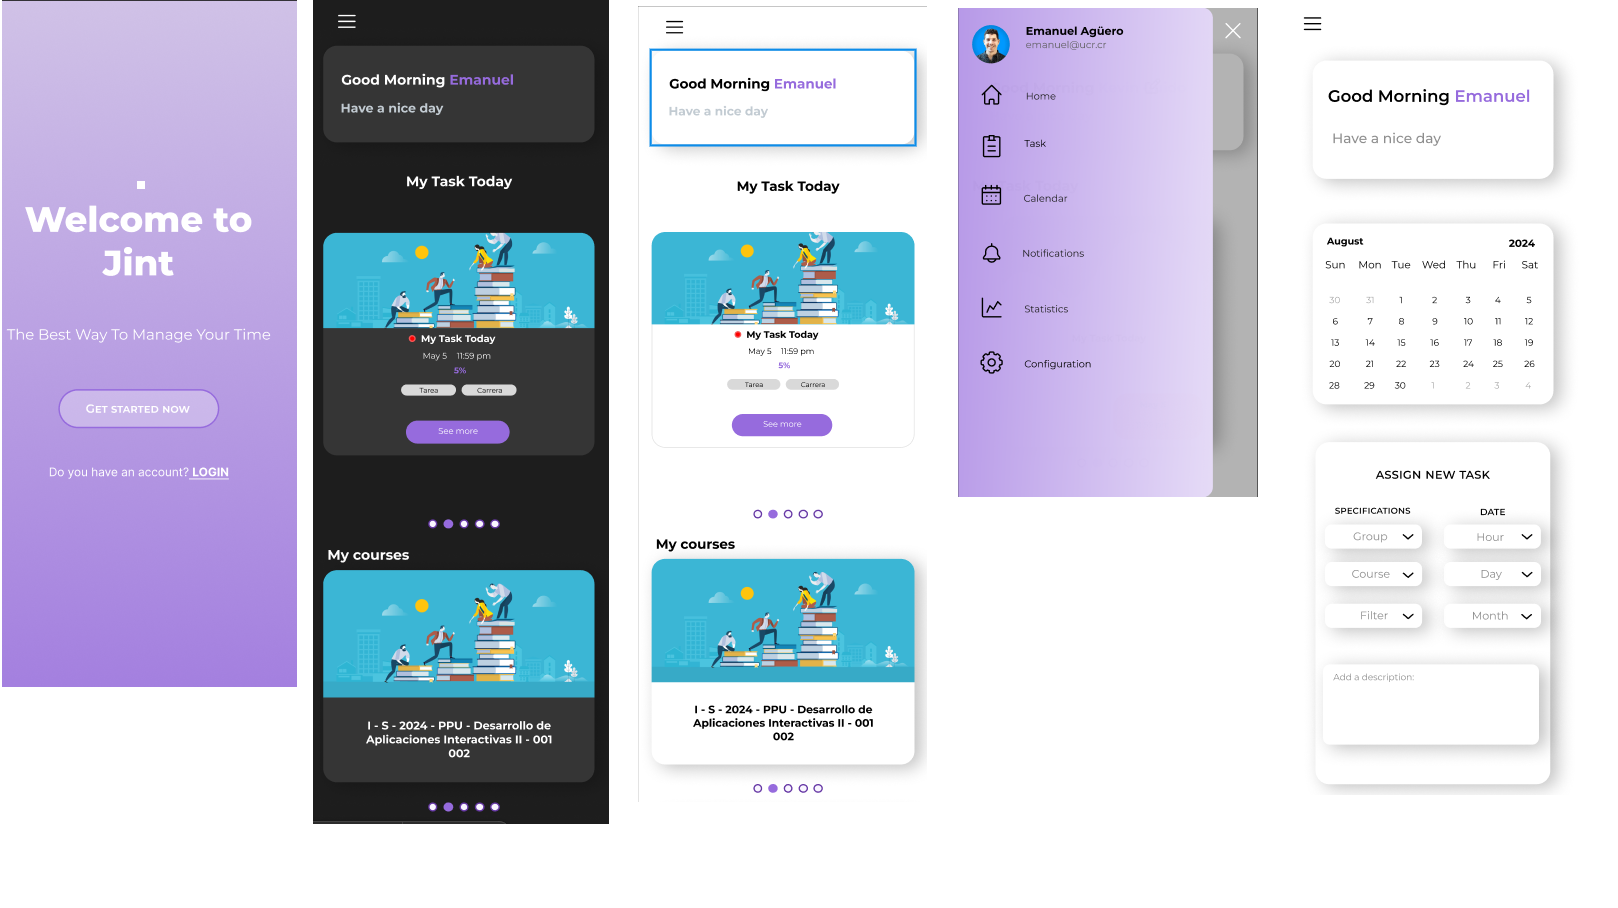 Welcome to
Jint
The Best Way To Manage Your Time
GET STARTED NOW
Do you have an account? LOGIN
Good Morning Emanuel
Have a nice day
My Task Today
My Task Today
May 5 11:59 pm
5%
Tarea Carrera
See more
My courses
I - S - 2024 - PPU - Desarrollo de
Aplicaciones Interactivas II - 001
002
Good Morning Emanuel
Have a nice day
My Task Today
My Task Today
May 5 11:59 pm
5%
Tarea Carrera
See more
My courses
I - S - 2024 - PPU - Desarrollo de
Aplicaciones Interactivas II - 001
002
Emanuel Agüero
emanuel@ucr.cr
Home
Task
Calendar
Notifications
Statistics
Configuration
Good Morning Emanuel
Have a nice day
August 2024
Sun Mon Tue Wed Thu Fri Sat
30 31 1 2 3 4 5
6 7 8 9 10 11 12
13 14 15 16 17 18 19
20 21 22 23 24 25 26
28 29 30 1 2 3 4
ASSIGN NEW TASK
SPECIFICATIONS DATE
Group Hour
Course Day
Filter Month
Add a description: